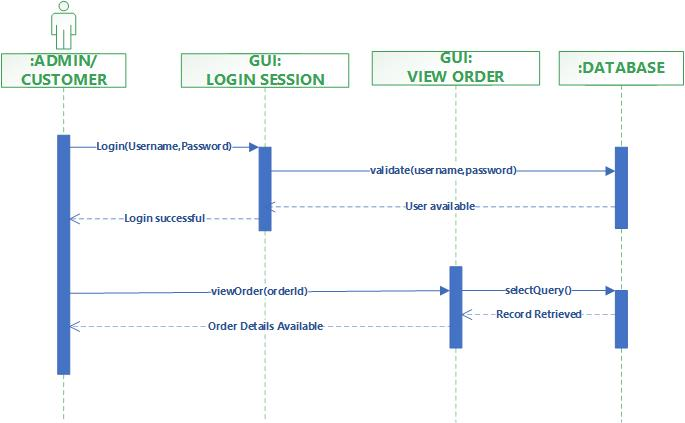 :ADMIN/
CUSTOMER
GUI:
LOGIN SESSION
GUI:
VIEW ORDER
:DATABASE
Login(Username,Password)
validate(username,password)
User available
Login successful
viewOrder(orderId)
selectQuery()
Record Retrieved
Order Details Available